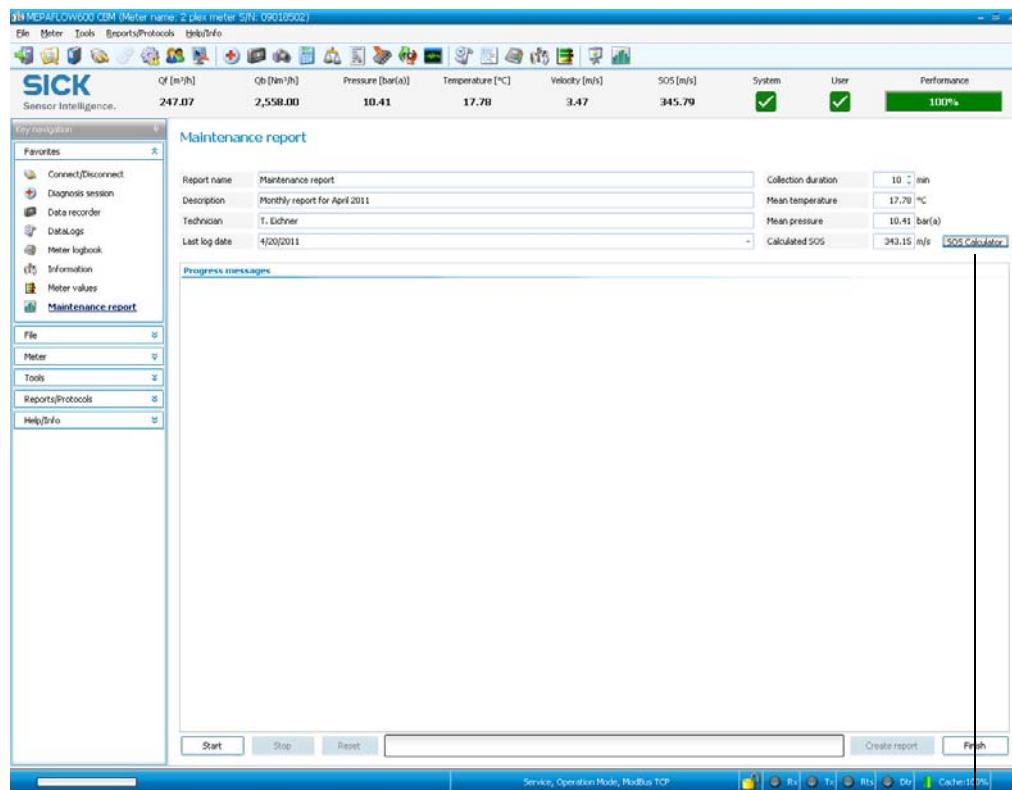 MEPAFLOW600 CBM (Meter name: 2 plex meter S/N: 09018502)
File Meter Tools Reports/Protocols Help/Info
SICK
Sensor Intelligence.
Qf [m³/h] Qb [Nm³/h] Pressure [bar(a)] Temperature [°C] Velocity [m/s] SOS [m/s] System User Performance
247.07 2,558.00 10.41 17.78 3.47 345.79 100%
Key navigation
Favorites
Connect/Disconnect
Diagnosis session
Data recorder
DataLogs
Meter logbook
Information
Meter values
Maintenance report
File
Meter
Tools
Reports/Protocols
Help/Info
Maintenance report
Report name Maintenance report Collection duration 10 min
Description Monthly report for April 2011 Mean temperature 17.78 °C
Technician T. Eichner Mean pressure 10.41 bar(a)
Last log date 4/20/2011 Calculated SOS 343.15 m/s SOS Calculator
Progress messages
Start Stop Reset Create report Finish
Service, Operation Mode, ModBus TCP Rx Tx Rts Dtr Cache:100%